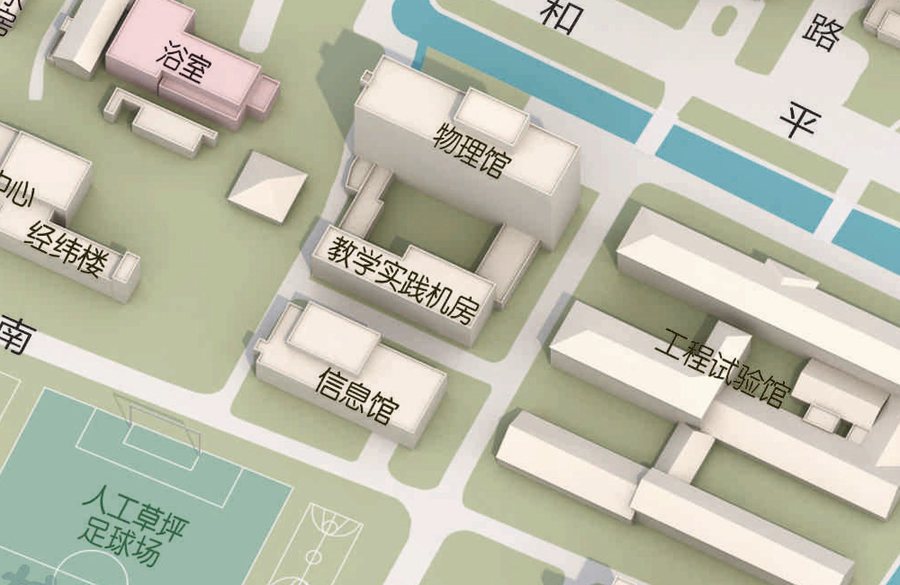 和
路
平
浴室
物理馆
中心
经纬楼
教学实践机房
南
工程试验馆
信息馆
人工草坪
足球场